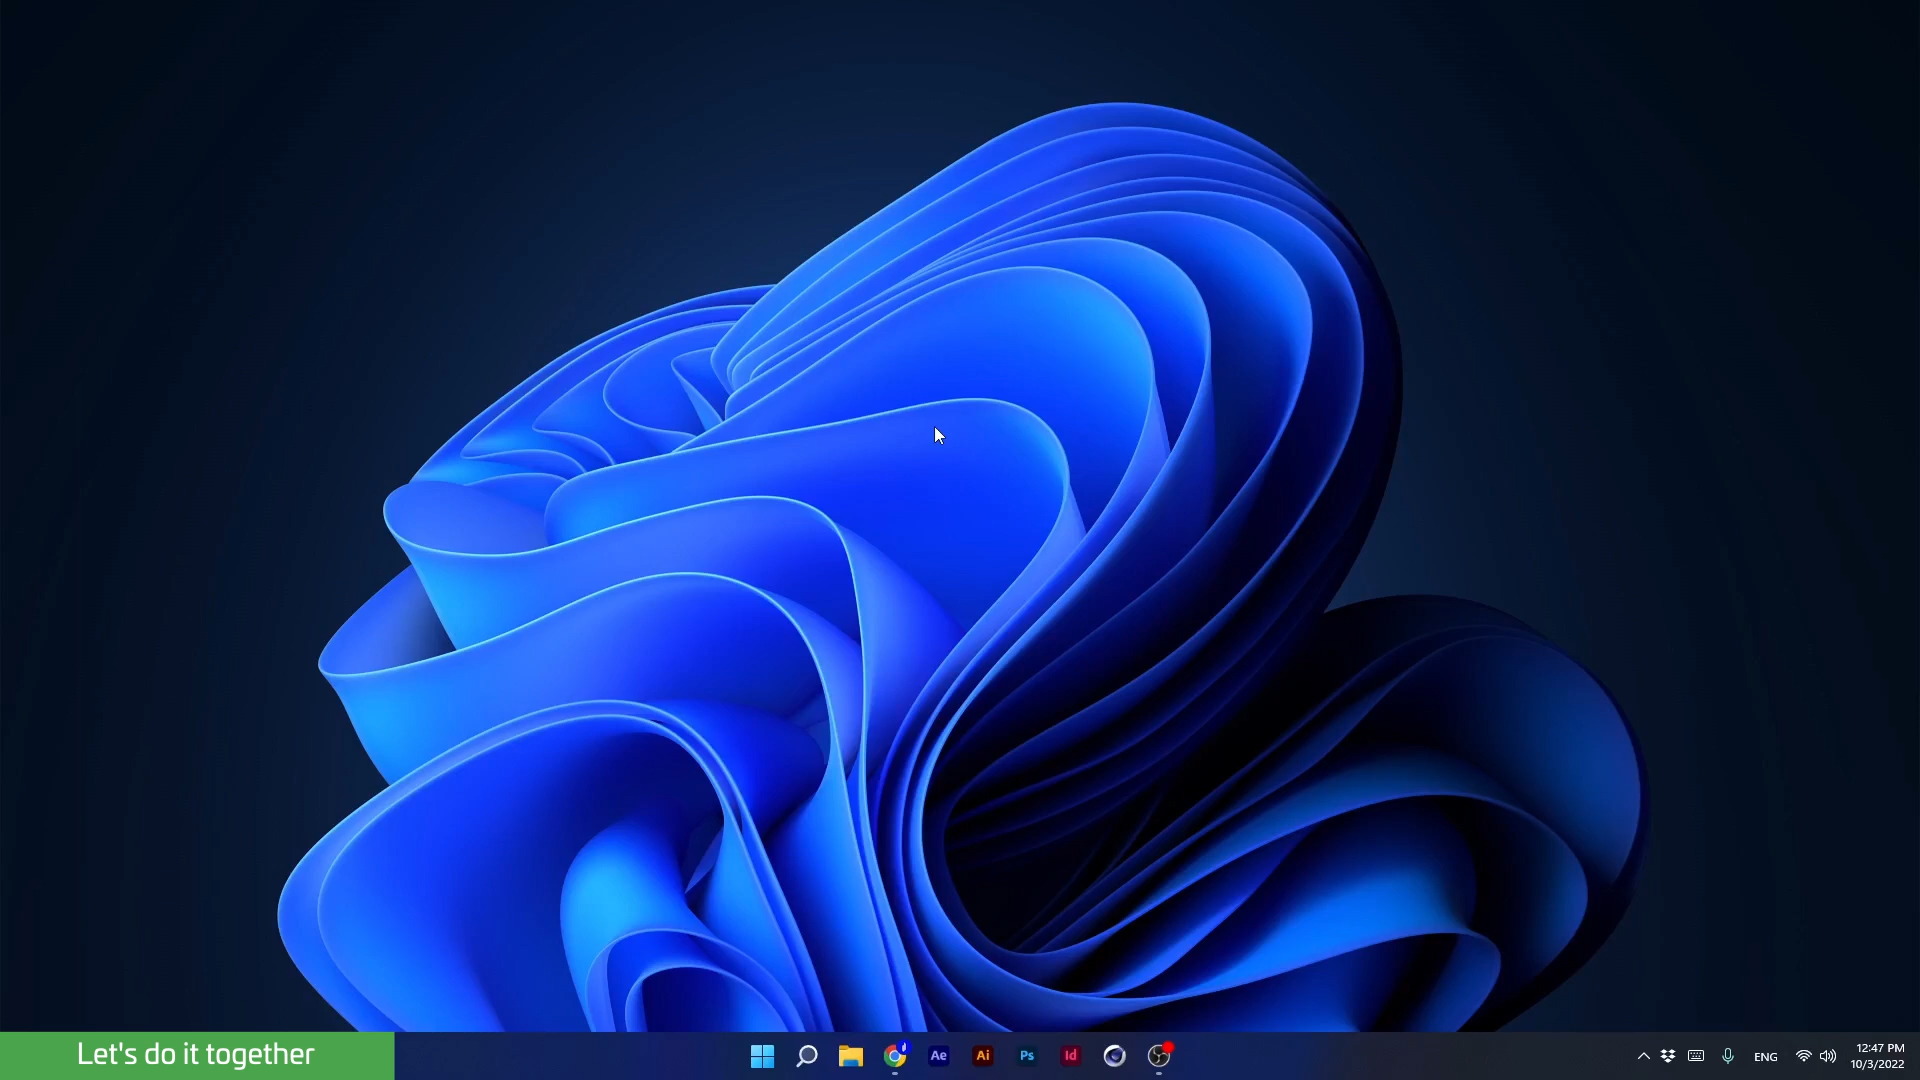 Let's do it together
Ae
Ai
Ps
Id
ENG
12:47 PM
10/3/2022